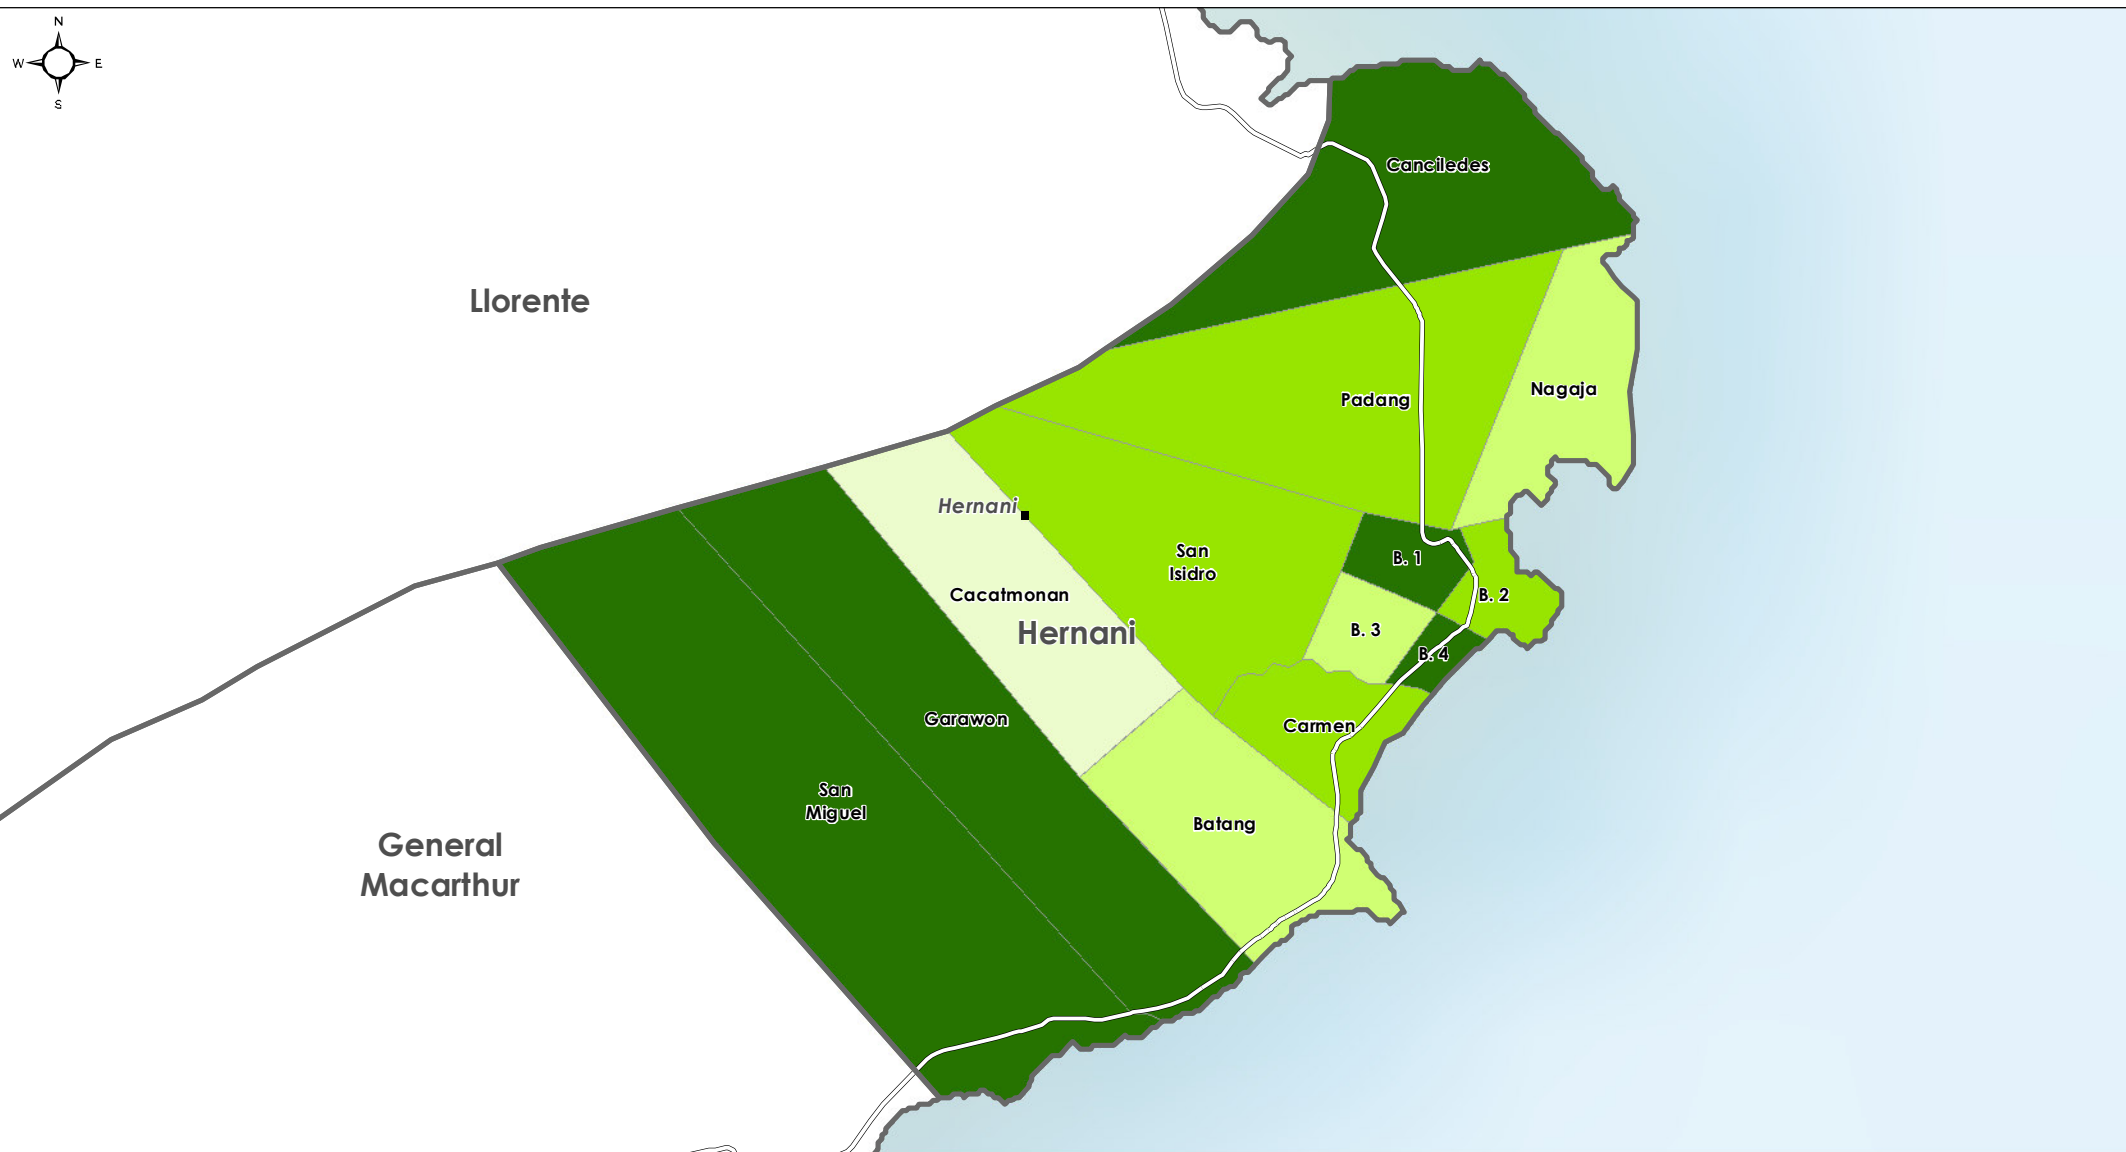 N
W E
S
Canciledes
Llorente
Nagaja
Padang
Hernani
San
Isidro
B. 1
Cacatmonan
B. 2
Hernani
B. 3
B. 4
Garawon
Carmen
San
Miguel
Batang
General
Macarthur